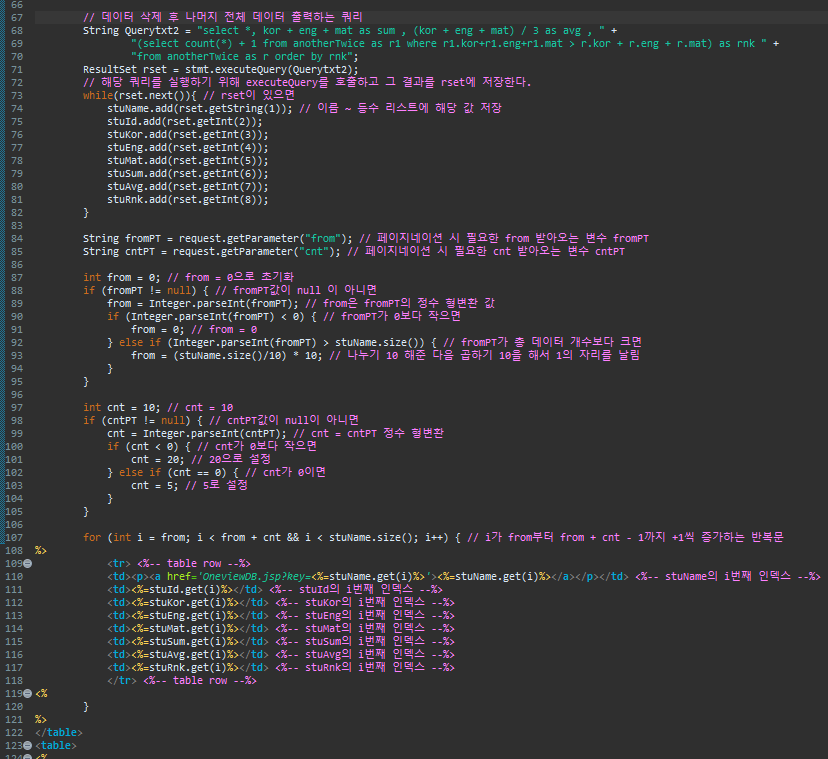 66
67 // 데이터 삭제 후 나머지 전체 데이터 출력하는 쿼리
68 String Querytxt2 = "select *, kor + eng + mat as sum , (kor + eng + mat) / 3 as avg , " +
69 "(select count(*) + 1 from anotherTwice as r1 where r1.kor+r1.eng+r1.mat > r.kor + r.eng + r.mat) as rnk " +
70 "from anotherTwice as r order by rnk";
71 ResultSet rset = stmt.executeQuery(Querytxt2);
72 // 해당 쿼리를 실행하기 위해 executeQuery를 호출하고 그 결과를 rset에 저장한다.
73 while(rset.next()){ // rset이 있으면
74 stuName.add(rset.getString(1)); // 이름 ~ 등수 리스트에 해당 값 저장
75 stuId.add(rset.getInt(2));
76 stuKor.add(rset.getInt(3));
77 stuEng.add(rset.getInt(4));
78 stuMat.add(rset.getInt(5));
79 stuSum.add(rset.getInt(6));
80 stuAvg.add(rset.getInt(7));
81 stuRnk.add(rset.getInt(8));
82 }
83
84 String fromPT = request.getParameter("from"); // 페이지네이션 시 필요한 from 받아오는 변수 fromPT
85 String cntPT = request.getParameter("cnt"); // 페이지네이션 시 필요한 cnt 받아오는 변수 cntPT
86
87 int from = 0; // from = 0으로 초기화
88 if (fromPT != null) { // fromPT값이 null 이 아니면
89 from = Integer.parseInt(fromPT); // from은 fromPT의 정수 형변환 값
90 if (Integer.parseInt(fromPT) < 0) { // fromPT가 0보다 작으면
91 from = 0; // from = 0
92 } else if (Integer.parseInt(fromPT) > stuName.size()) { // fromPT가 총 데이터 개수보다 크면
93 from = (stuName.size()/10) * 10; // 나누기 10 해준 다음 곱하기 10을 해서 1의 자리를 날림
94 }
95 }
96
97 int cnt = 10; // cnt = 10
98 if (cntPT != null) { // cntPT값이 null이 아니면
99 cnt = Integer.parseInt(cntPT); // cnt = cntPT 정수 형변환
100 if (cnt < 0) { // cnt가 0보다 작으면
101 cnt = 20; // 20으로 설정
102 } else if (cnt == 0) { // cnt가 0이면
103 cnt = 5; // 5로 설정
104 }
105 }
106
107 for (int i = from; i < from + cnt && i < stuName.size(); i++) { // i가 from부터 from + cnt - 1까지 +1씩 증가하는 반복문
108 %>
109 <tr> <%-- table row --%>
110 <td><p><a href='OneviewDB.jsp?key=<%=stuName.get(i)%>'><%=stuName.get(i)%></a></p></td> <%-- stuName의 i번째 인덱스 --%>
111 <td><%=stuId.get(i)%></td> <%-- stuId의 i번째 인덱스 --%>
112 <td><%=stuKor.get(i)%></td> <%-- stuKor의 i번째 인덱스 --%>
113 <td><%=stuEng.get(i)%></td> <%-- stuEng의 i번째 인덱스 --%>
114 <td><%=stuMat.get(i)%></td> <%-- stuMat의 i번째 인덱스 --%>
115 <td><%=stuSum.get(i)%></td> <%-- stuSum의 i번째 인덱스 --%>
116 <td><%=stuAvg.get(i)%></td> <%-- stuAvg의 i번째 인덱스 --%>
117 <td><%=stuRnk.get(i)%></td> <%-- stuRnk의 i번째 인덱스 --%>
118 </tr> <%-- table row --%>
119 <%
120 }
121 %>
122 </table>
123 <table>
124 <%